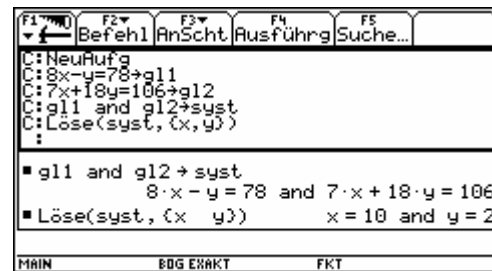 F1 F2 F3 F4 F5
Befehl AnScht Ausführg Suche…
C:NeuAufg
C:8x-y=78→gl1
C:7x+18y=106→gl2
C:gl1 and gl2→syst
C:Löse(syst,{x,y})
:
■ gl1 and gl2 → syst
8·x - y = 78 and 7·x + 18·y = 106
■ Löse(syst,{x y}) x = 10 and y = 2
MAIN BOG EXAKT FKT